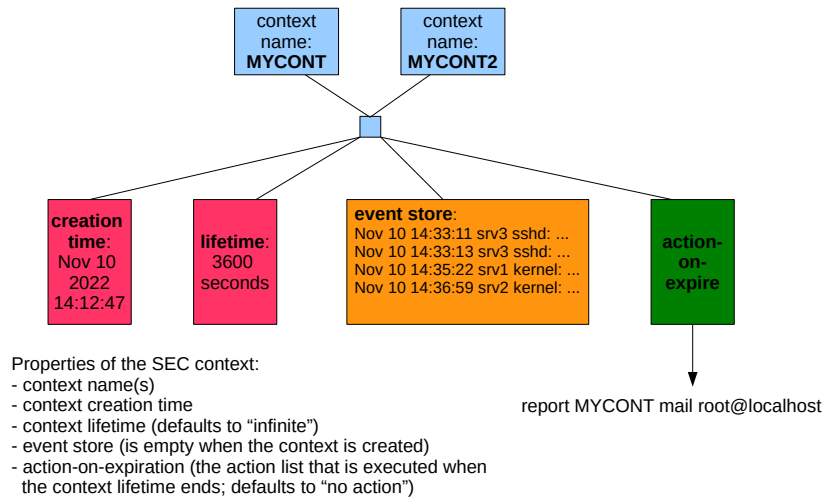 context
name:
MYCONT
context
name:
MYCONT2
creation
time:
Nov 10
2022
14:12:47
lifetime:
3600
seconds
event store:
Nov 10 14:33:11 srv3 sshd: ...
Nov 10 14:33:13 srv3 sshd: ...
Nov 10 14:35:22 srv1 kernel: ...
Nov 10 14:36:59 srv2 kernel: ...
action-
on-
expire
report MYCONT mail root@localhost
Properties of the SEC context:
- context name(s)
- context creation time
- context lifetime (defaults to “infinite”)
- event store (is empty when the context is created)
- action-on-expiration (the action list that is executed when
the context lifetime ends; defaults to “no action”)